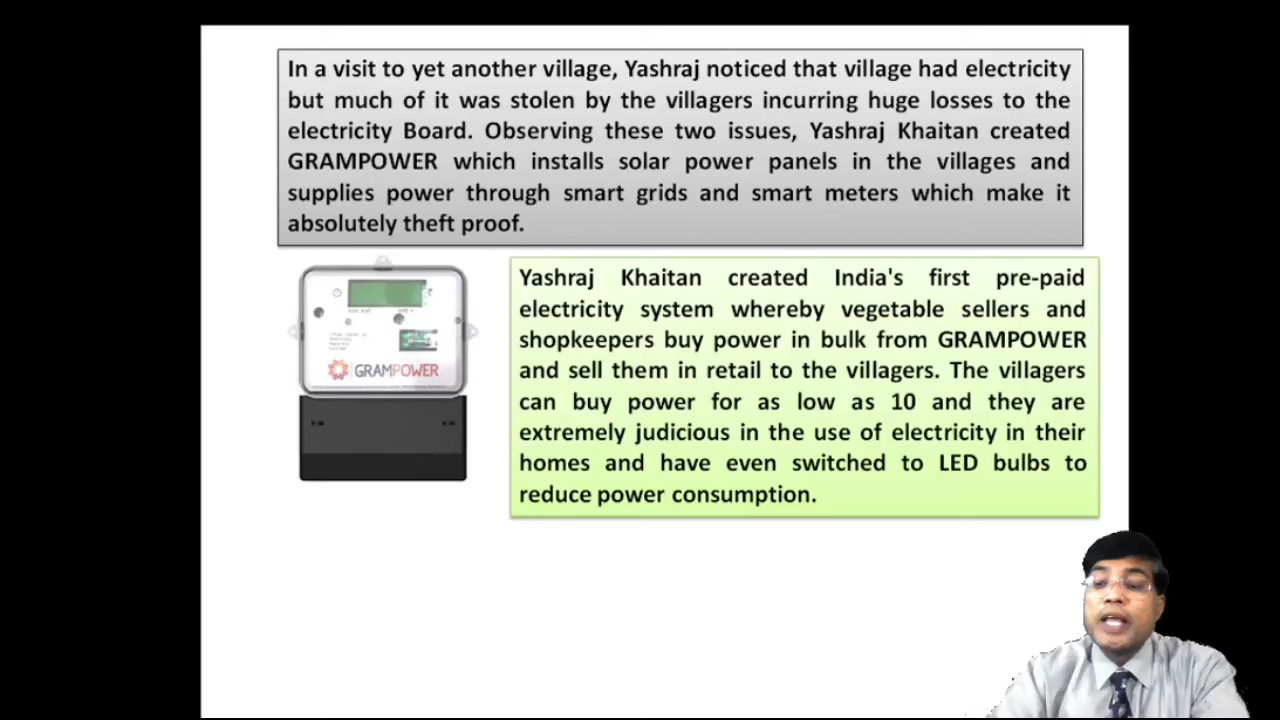 In a visit to yet another village, Yashraj noticed that village had electricity
but much of it was stolen by the villagers incurring huge losses to the
electricity Board. Observing these two issues, Yashraj Khaitan created
GRAMPOWER which installs solar power panels in the villages and
supplies power through smart grids and smart meters which make it
absolutely theft proof.
GRAMPOWER
Yashraj Khaitan created India's first pre-paid
electricity system whereby vegetable sellers and
shopkeepers buy power in bulk from GRAMPOWER
and sell them in retail to the villagers. The villagers
can buy power for as low as 10 and they are
extremely judicious in the use of electricity in their
homes and have even switched to LED bulbs to
reduce power consumption.